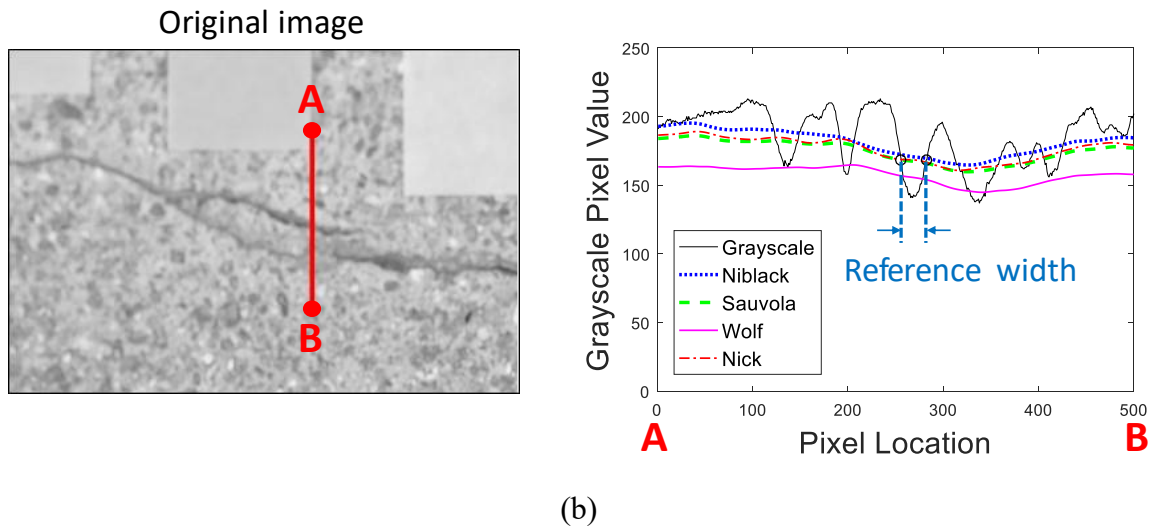 Original image
A
B
250
200
150
100
50
0
Grayscale Pixel Value
Grayscale
Niblack
Sauvola
Wolf
Nick
Reference width
0 100 200 300 400 500
A Pixel Location B
(b)